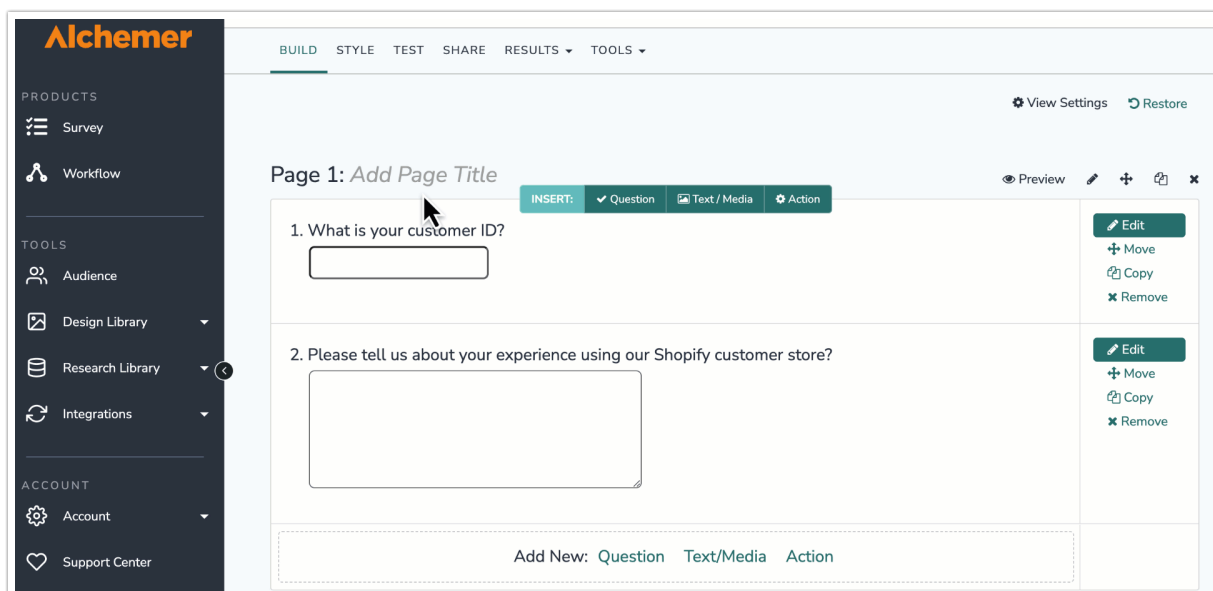 Alchemer
BUILD STYLE TEST SHARE RESULTS TOOLS
PRODUCTS
Survey
Workflow
TOOLS
Audience
Design Library
Research Library
Integrations
ACCOUNT
Account
Support Center
View Settings Restore
Page 1: Add Page Title
Preview
INSERT: Question Text / Media Action
1. What is your customer ID?
Edit
Move
Copy
Remove
2. Please tell us about your experience using our Shopify customer store?
Edit
Move
Copy
Remove
Add New: Question Text/Media Action